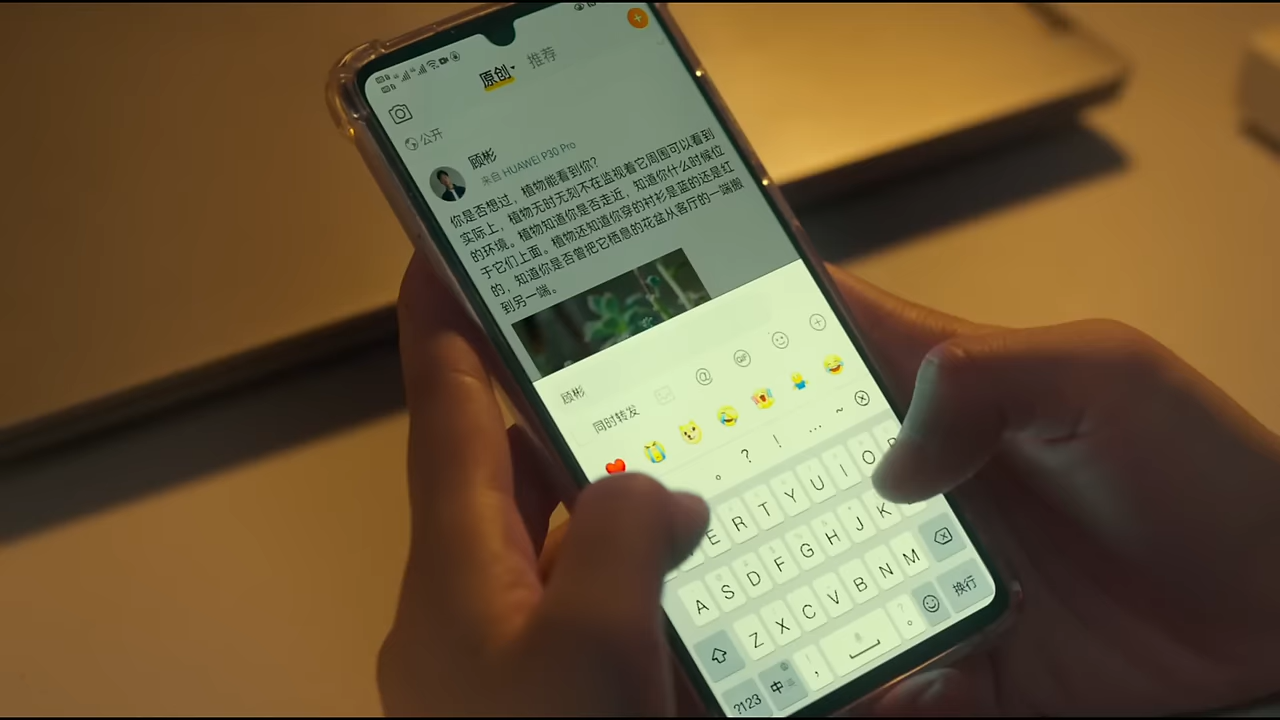 原创 推荐
公开
顾彬
来自 HUAWEI P30 Pro
你是否想过，植物能看到你？
实际上，植物无时无刻不在监视着它周围可以看到
的环境。植物知道你是否走近，知道你什么时候位
于它们上面。植物还知道你穿的衬衫是蓝的还是红
的，知道你是否曾把它栖息的花盆从客厅的一端搬
到另一端。
顾彬
@ GIF
同时转发
。 ? ! … ~
E R T Y U I O P
A S D F G H J K
Z X C V B N M
?123 中 , 。 换行